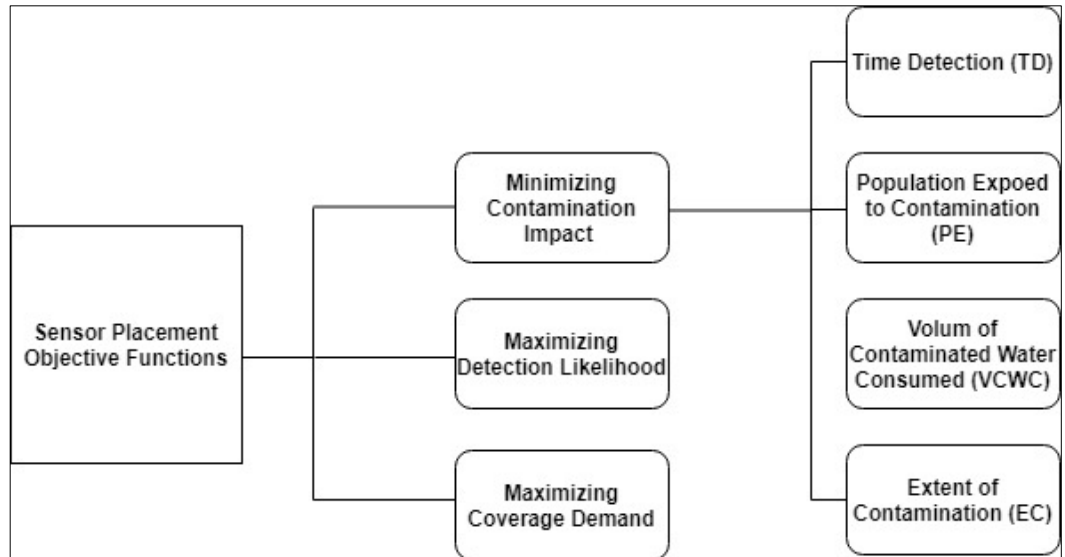 Sensor Placement
Objective Functions
Minimizing
Contamination
Impact
Maximizing
Detection Likelihood
Maximizing
Coverage Demand
Time Detection (TD)
Population Expoed
to Contamination
(PE)
Volum of
Contaminated Water
Consumed (VCWC)
Extent of
Contamination (EC)